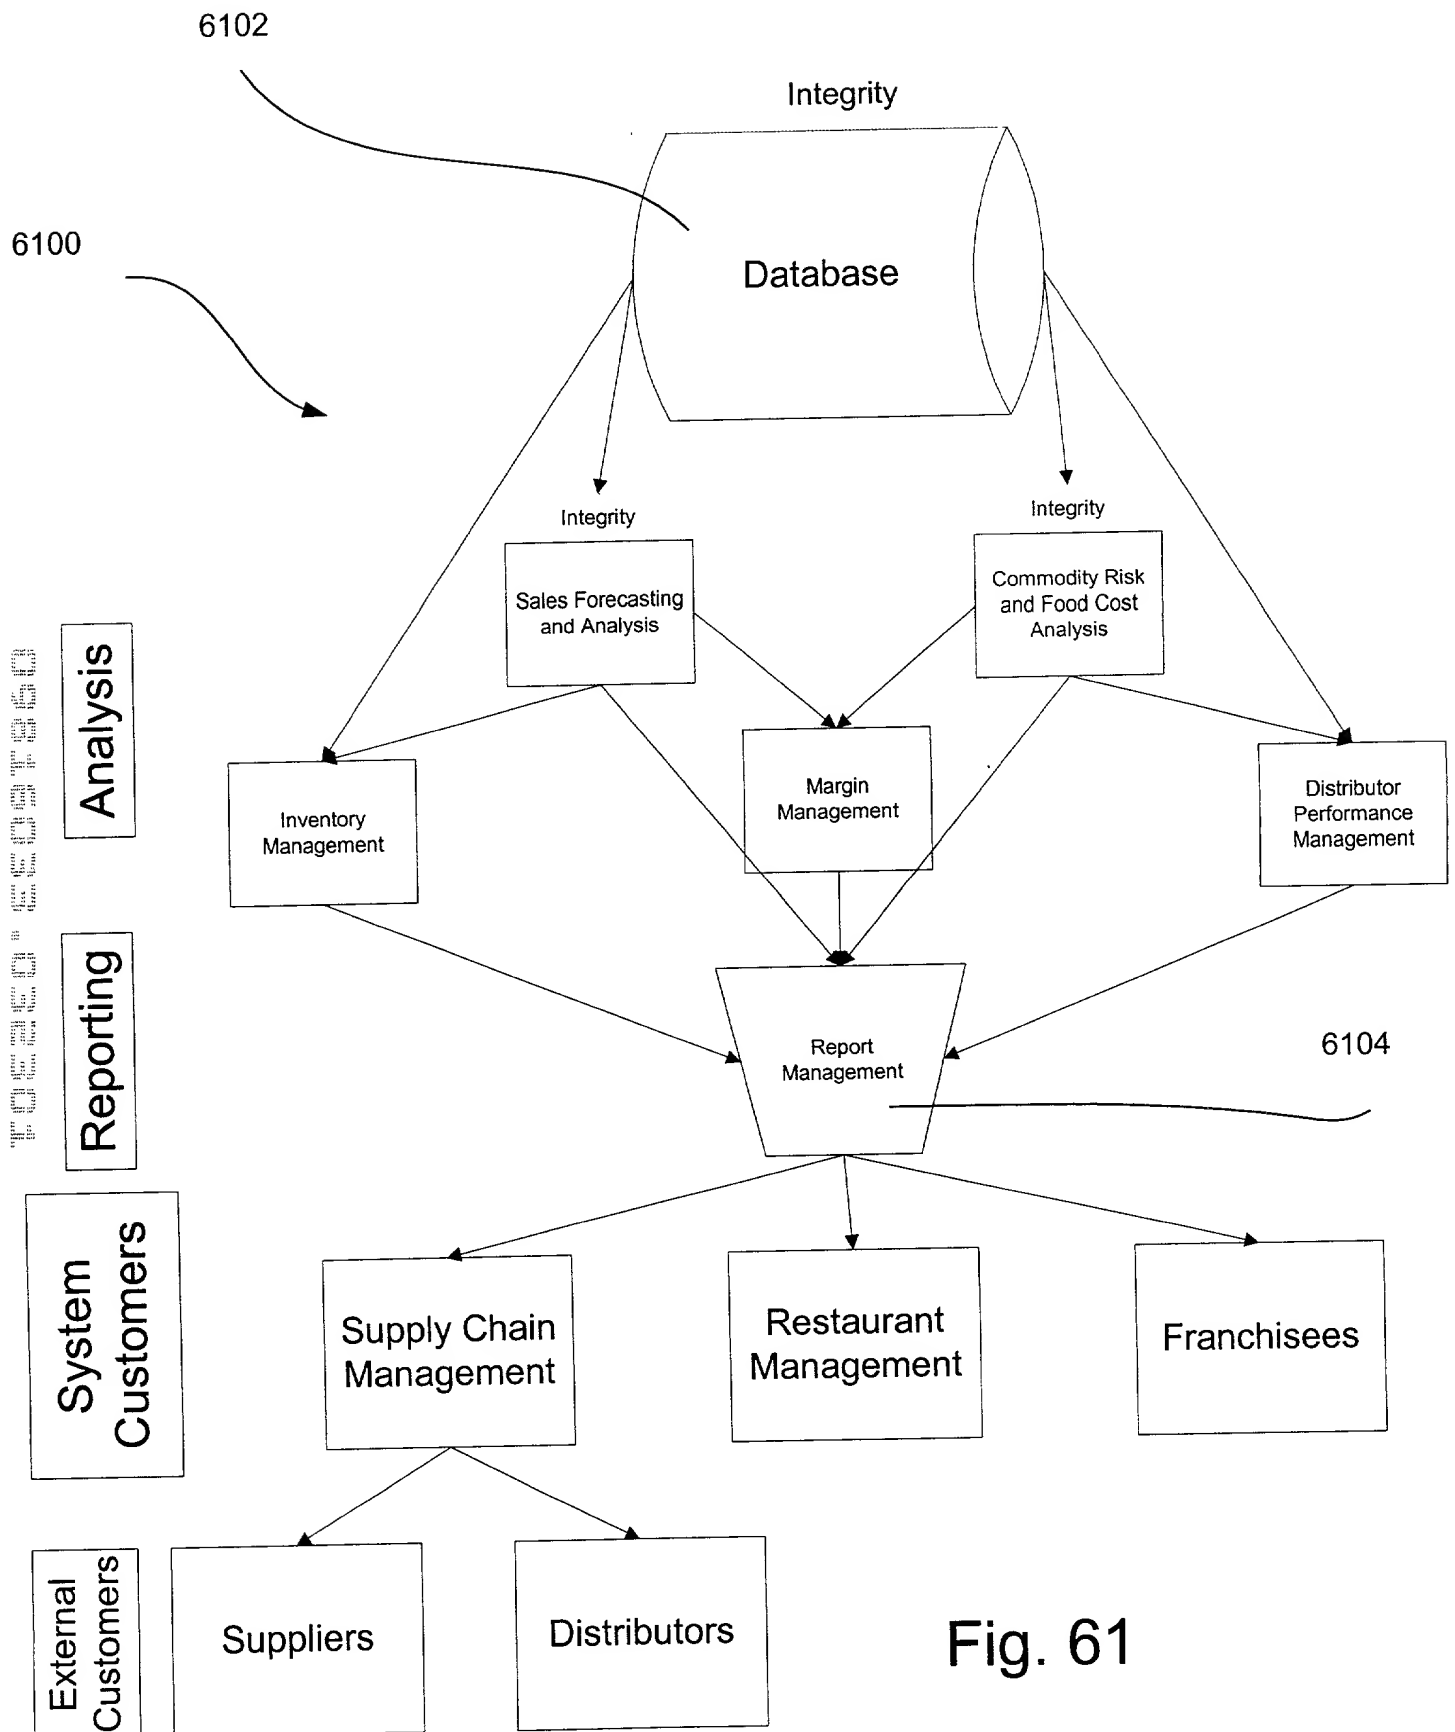 6102
Integrity
6100
Database
Integrity
Integrity
Sales Forecasting
and Analysis
Commodity Risk
and Food Cost
Analysis
Analysis
Inventory
Management
Margin
Management
Distributor
Performance
Management
Reporting
Report
Management
6104
System
Customers
Supply Chain
Management
Restaurant
Management
Franchisees
External
Customers
Suppliers
Distributors
Fig. 61